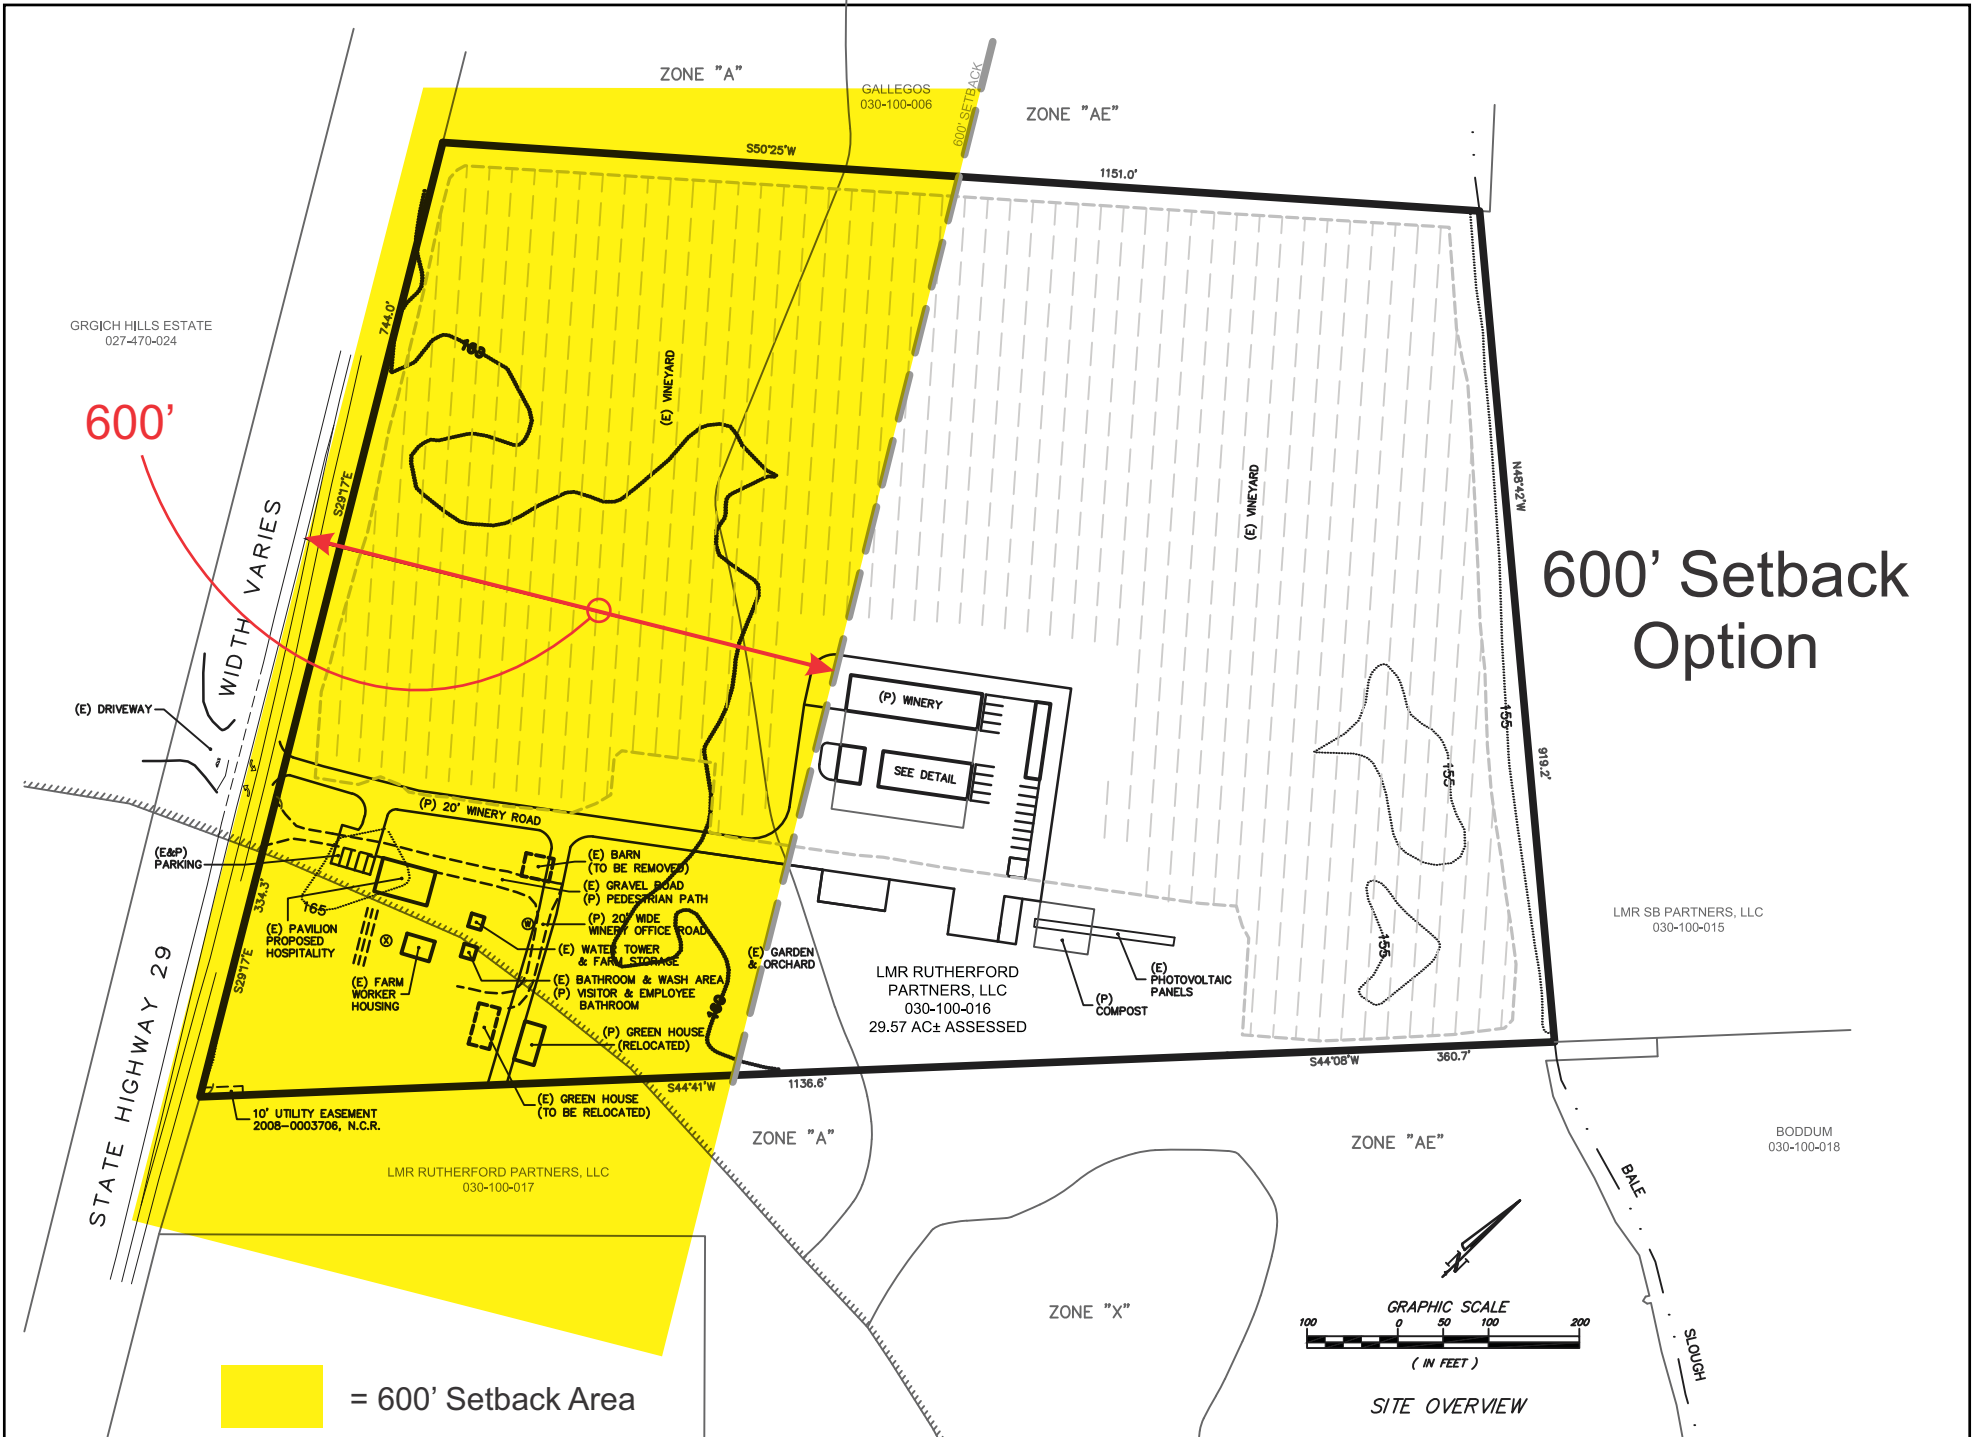 ZONE "A"
GALLEGOS
030-100-006
600' SETBACK
ZONE "AE"
S50°25'W
1151.0'
744.0'
GRGICH HILLS ESTATE
027-470-024
163
(E) VINEYARD
600'
S29°17'E
WIDTH VARIES
(E) VINEYARD
N48°42'W
600' Setback
Option
(E) DRIVEWAY
(P) WINERY
SEE DETAIL
155
155
919.2'
(P) 20' WINERY ROAD
(E&P)
PARKING
(E) BARN
(TO BE REMOVED)
(E) GRAVEL ROAD
(P) PEDESTRIAN PATH
334.3'
165
(P) 20' WIDE
WINERY OFFICE ROAD
W
X
(E) PAVILION
PROPOSED
HOSPITALITY
(E) WATER TOWER
& FARM STORAGE
(E) GARDEN
& ORCHARD
155
LMR SB PARTNERS, LLC
030-100-015
S29°17'E
(E) FARM
WORKER
HOUSING
(E) BATHROOM & WASH AREA
(P) VISITOR & EMPLOYEE
BATHROOM
160
LMR RUTHERFORD
PARTNERS, LLC
030-100-016
29.57 AC± ASSESSED
(E)
PHOTOVOLTAIC
PANELS
(P)
COMPOST
(P) GREEN HOUSE
(RELOCATED)
STATE HIGHWAY 29
S44°41'W
1136.6'
S44°08'W
360.7'
(E) GREEN HOUSE
(TO BE RELOCATED)
10' UTILITY EASEMENT
2008-0003706, N.C.R.
ZONE "A"
ZONE "AE"
BODDUM
030-100-018
LMR RUTHERFORD PARTNERS, LLC
030-100-017
BALE
SLOUGH
N
ZONE "X"
GRAPHIC SCALE
100 0 50 100 200
( IN FEET )
= 600' Setback Area
SITE OVERVIEW